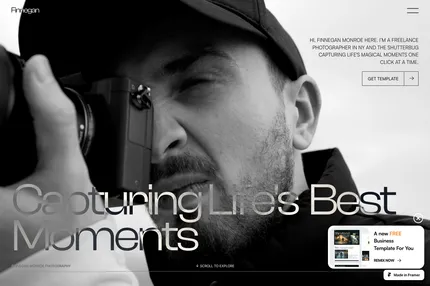 Finnegan
HI, FINNEGAN MONROE HERE. I'M A FREELANCE
PHOTOGRAPHER IN NY AND THE SHUTTERBUG
CAPTURING LIFE'S MAGICAL MOMENTS ONE
CLICK AT A TIME.
GET TEMPLATE
Capturing Life's Best
Moments
SCROLL TO EXPLORE
A new FREE
Business
Template For You
REMIX NOW
Made in Framer